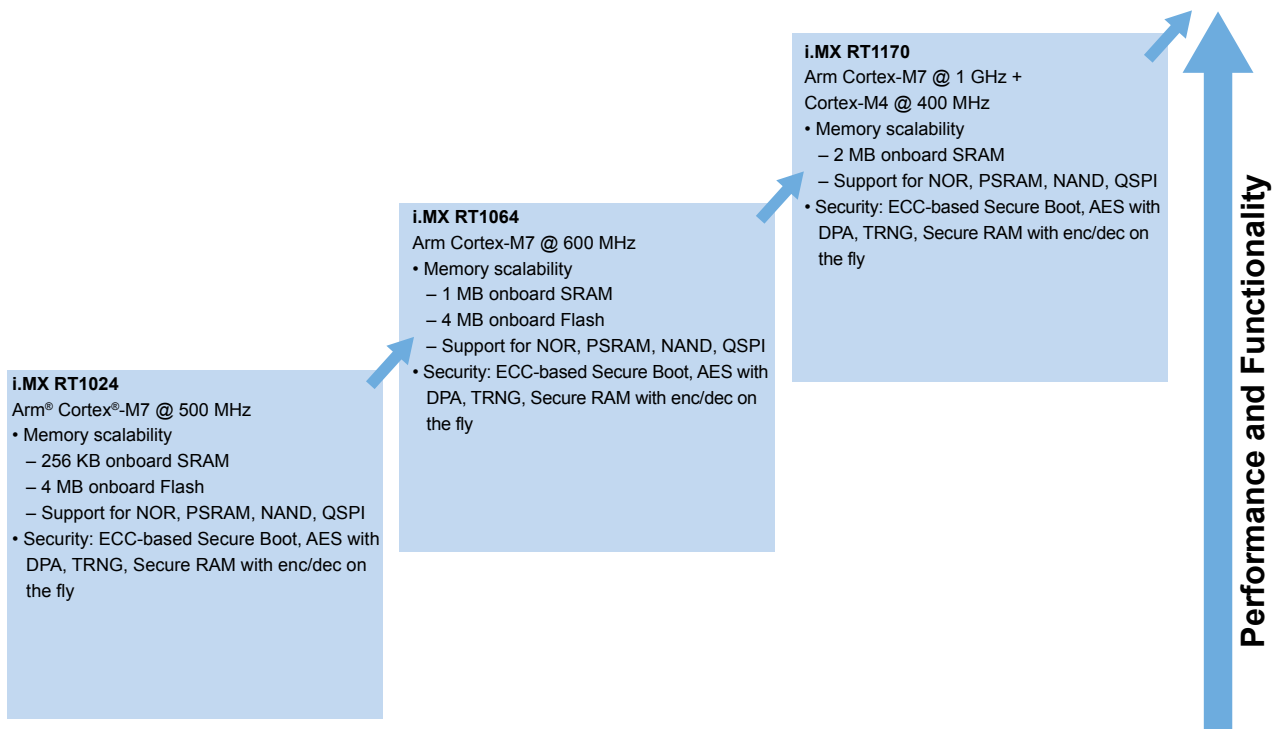 i.MX RT1170
Arm Cortex-M7 @ 1 GHz +
Cortex-M4 @ 400 MHz
• Memory scalability
– 2 MB onboard SRAM
– Support for NOR, PSRAM, NAND, QSPI
• Security: ECC-based Secure Boot, AES with
DPA, TRNG, Secure RAM with enc/dec on
the fly
i.MX RT1064
Arm Cortex-M7 @ 600 MHz
• Memory scalability
– 1 MB onboard SRAM
– 4 MB onboard Flash
– Support for NOR, PSRAM, NAND, QSPI
• Security: ECC-based Secure Boot, AES with
DPA, TRNG, Secure RAM with enc/dec on
the fly
i.MX RT1024
Arm® Cortex®-M7 @ 500 MHz
• Memory scalability
– 256 KB onboard SRAM
– 4 MB onboard Flash
– Support for NOR, PSRAM, NAND, QSPI
• Security: ECC-based Secure Boot, AES with
DPA, TRNG, Secure RAM with enc/dec on
the fly
Performance and Functionality